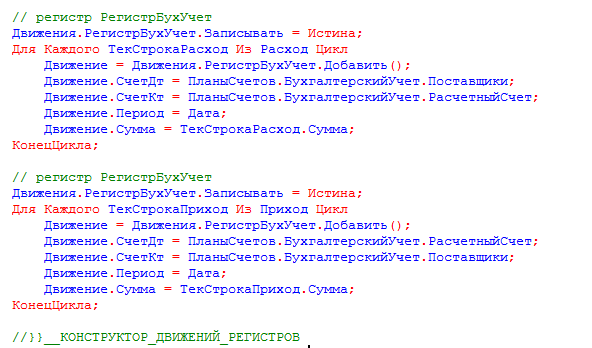 // регистр РегистрБухУчет
Движения.РегистрБухУчет.Записывать = Истина;
Для Каждого ТекСтрокаРасход Из Расход Цикл
Движение = Движения.РегистрБухУчет.Добавить();
Движение.СчетДт = ПланыСчетов.БухгалтерскийУчет.Поставщики;
Движение.СчетКт = ПланыСчетов.БухгалтерскийУчет.РасчетныйСчет;
Движение.Период = Дата;
Движение.Сумма = ТекСтрокаРасход.Сумма;
КонецЦикла;
// регистр РегистрБухУчет
Движения.РегистрБухУчет.Записывать = Истина;
Для Каждого ТекСтрокаПриход Из Приход Цикл
Движение = Движения.РегистрБухУчет.Добавить();
Движение.СчетДт = ПланыСчетов.БухгалтерскийУчет.РасчетныйСчет;
Движение.СчетКт = ПланыСчетов.БухгалтерскийУчет.Поставщики;
Движение.Период = Дата;
Движение.Сумма = ТекСтрокаПриход.Сумма;
КонецЦикла;
//}}__КОНСТРУКТОР_ДВИЖЕНИЙ_РЕГИСТРОВ